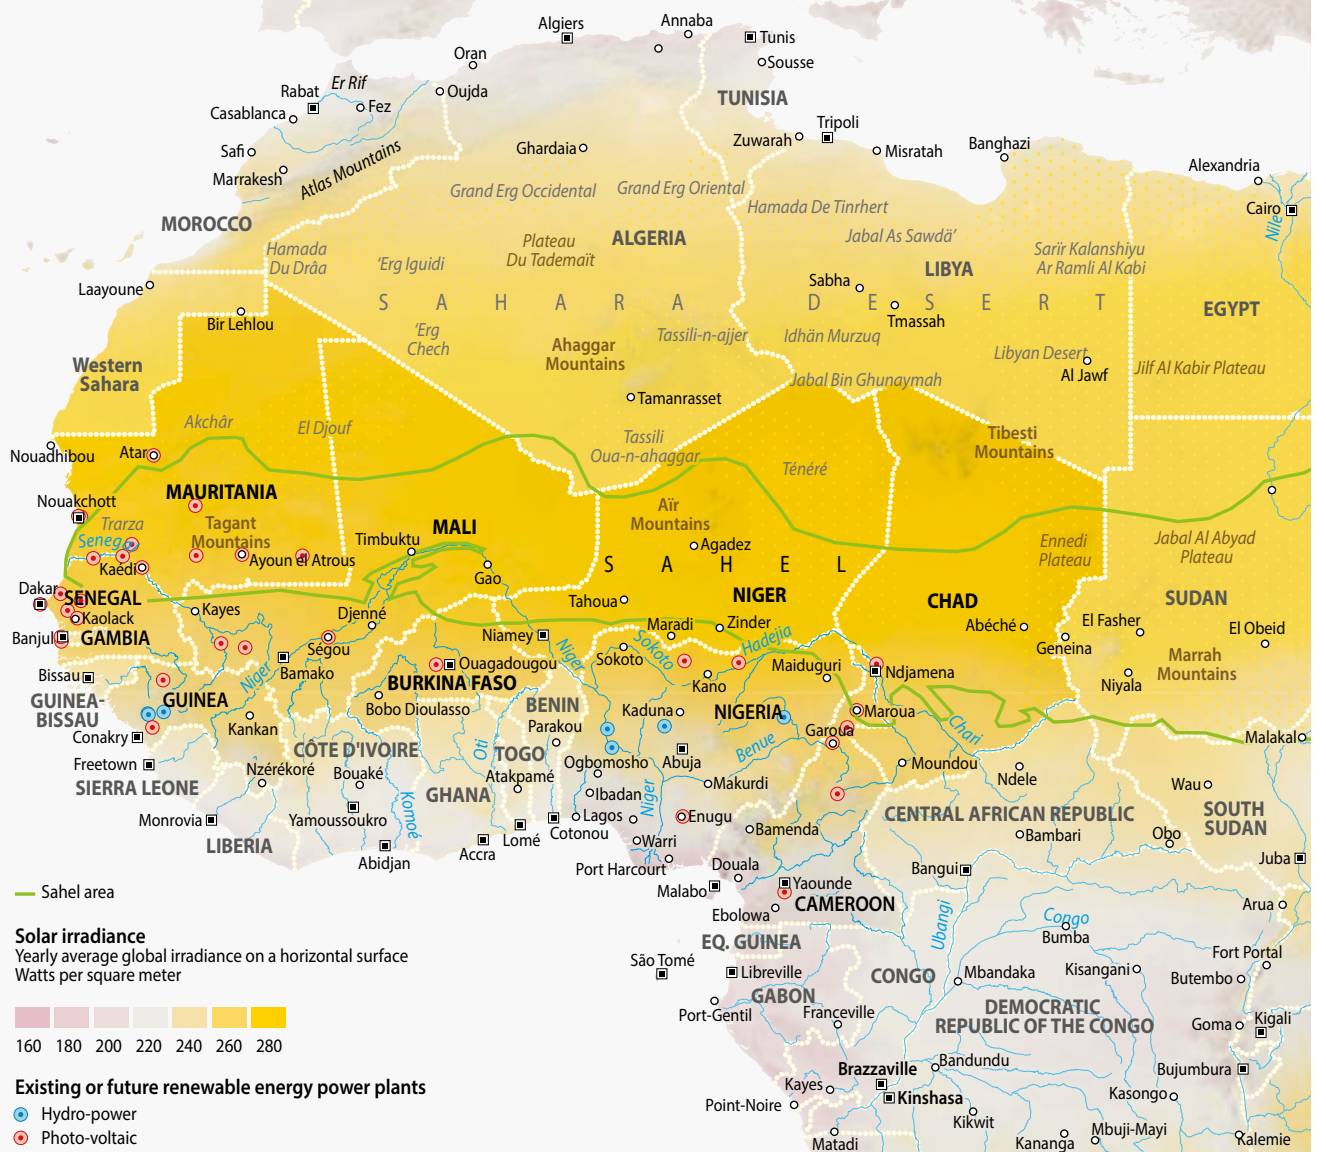 Algiers
Annaba
Tunis
Oran
Sousse
Er Rif
Rabat
Oujda
TUNISIA
Casablanca
Fez
Tripoli
Zuwarah
Misratah
Banghazi
Safi
Ghardaia
Alexandria
Marrakesh
Atlas Mountains
Grand Erg Occidental
Grand Erg Oriental
Hamada De Tinrhert
Cairo
Nile
MOROCCO
Hamada
Du Drâa
Plateau
Du Tademaït
ALGERIA
Jabal As Sawdā'
Sarīr Kalanshiyu
Ar Ramli Al Kabi
'Erg Iguidi
LIBYA
Laayoune
Sabha
S A H A R A D E S E R T
Tmassah
EGYPT
Bir Lehlou
'Erg
Chech
Ahaggar
Mountains
Tassili-n-ajjer
Idhān Murzuq
Libyan Desert
Al Jawf
Jilf Al Kabir Plateau
Western
Sahara
Jabal Bin Ghunaymah
Tamanrasset
Akchâr
El Djouf
Tassili
Oua-n-ahaggar
Tibesti
Mountains
Nouadhibou
Atar
Ténéré
MAURITANIA
Nouakchott
Trarza
Tagant
Mountains
MALI
Aïr
Mountains
Senegal
Timbuktu
Agadez
Ennedi
Plateau
Jabal Al Abyad
Plateau
Kaédi
Ayoun el Atrous
S A H E L
Gao
Dakar
SENEGAL
Kayes
Djenné
Tahoua
NIGER
CHAD
SUDAN
Kaolack
Banjul
GAMBIA
Ségou
Niamey
Maradi
Zinder
Abéché
El Fasher
El Obeid
Geneina
Sokoto
Sokoto
Hadejia
Niger
Bissau
Bamako
Niger
Ouagadougou
Maiduguri
Ndjamena
Marrah
Mountains
BURKINA FASO
Kano
Niyala
GUINEA-
BISSAU
GUINEA
Bobo Dioulasso
BENIN
Kaduna
NIGERIA
Maroua
Kankan
Parakou
Garoua
Chari
Conakry
CÔTE D'IVOIRE
Oti
TOGO
Benue
Malakal
Freetown
Nzérékoré
Bouaké
Atakpamé
Ogbomosho
Abuja
Moundou
Ndele
SIERRA LEONE
GHANA
Ibadan
Niger
Makurdi
Wau
Komoé
SOUTH
SUDAN
Monrovia
Yamoussoukro
Lomé
Cotonou
Lagos
Enugu
CENTRAL AFRICAN REPUBLIC
Bamenda
Bambari
Obo
LIBERIA
Abidjan
Accra
Warri
Port Harcourt
Douala
Bangui
Juba
Malabo
Yaounde
CAMEROON
Ebolowa
Arua
Ubangi
Congo
Bumba
EQ. GUINEA
São Tomé
Libreville
CONGO
Mbandaka
Kisangani
Fort Portal
Butembo
GABON
Port-Gentil
Franceville
DEMOCRATIC
REPUBLIC OF THE CONGO
Goma
Kigali
Brazzaville
Bandundu
Bujumbura
Kayes
Kinshasa
Kasongo
Point-Noire
Kikwit
Matadi
Kananga
Mbuji-Mayi
Kalemie
Sahel area
Solar irradiance
Yearly average global irradiance on a horizontal surface
Watts per square meter
160 180 200 220 240 260 280
Existing or future renewable energy power plants
Hydro-power
Photo-voltaic